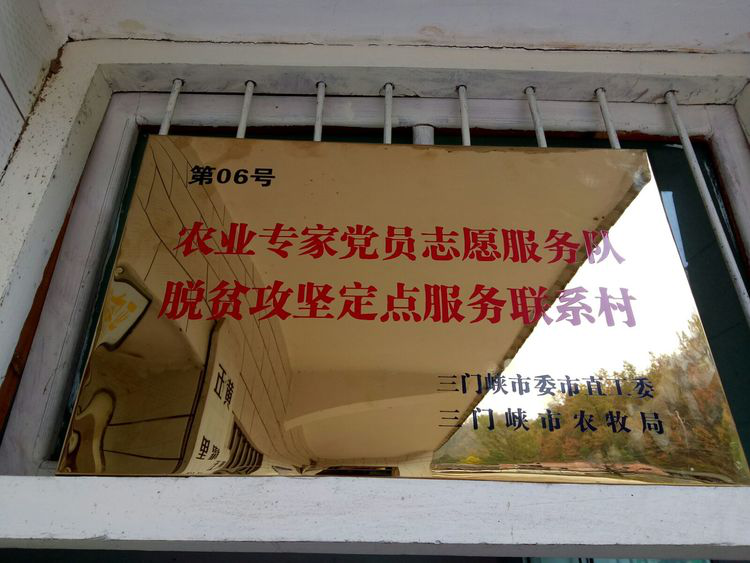 第06号
农业专家党员志愿服务队
脱贫攻坚定点服务联系村
三门峡市委市直工委
三门峡市农牧局